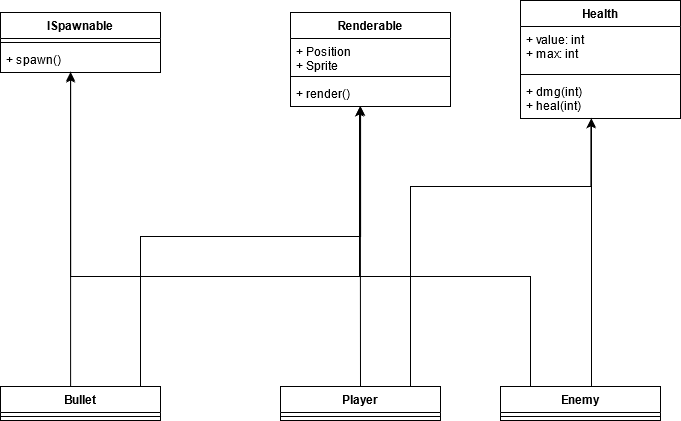 ISpawnable
+ spawn()
Renderable
+ Position
+ Sprite
+ render()
Health
+ value: int
+ max: int
+ dmg(int)
+ heal(int)
Bullet
Player
Enemy